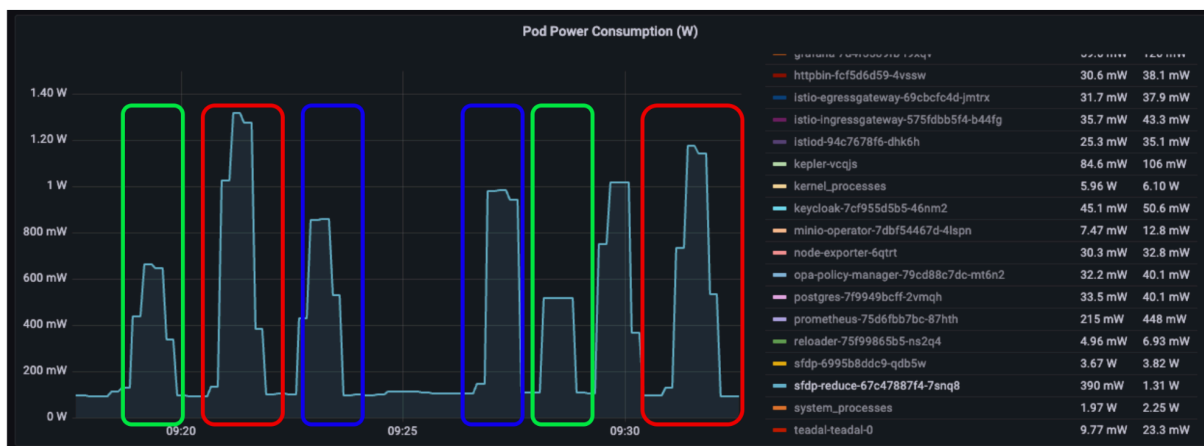 Pod Power Consumption (W)
1.40 W
1.20 W
1 W
800 mW
600 mW
400 mW
200 mW
0 W
09:20 09:25 09:30
httpbin-fcf5d6d59-4vssw 30.6 mW 38.1 mW
istio-egressgateway-69cbcfc4d-jmtrx 31.7 mW 37.9 mW
istio-ingressgateway-575fdbb5f4-b44fg 35.7 mW 43.3 mW
istiod-94c7678f6-dhk6h 25.3 mW 35.1 mW
kepler-vcqjs 84.6 mW 106 mW
kernel_processes 5.96 W 6.10 W
keycloak-7cf955d5b5-46nm2 45.1 mW 50.6 mW
minio-operator-7dbf54467d-4lspn 7.47 mW 12.8 mW
node-exporter-6qtrt 30.3 mW 32.8 mW
opa-policy-manager-79cd88c7dc-mt6n2 32.2 mW 40.1 mW
postgres-7f9949bcff-2vmqh 33.5 mW 40.1 mW
prometheus-75d6fbb7bc-87hth 215 mW 448 mW
reloader-75f99865b5-ns2q4 4.96 mW 6.93 mW
sfdp-6995b8ddc9-qdb5w 3.67 W 3.82 W
sfdp-reduce-67c47887f4-7snq8 390 mW 1.31 W
system_processes 1.97 W 2.25 W
teadal-teadal-0 9.77 mW 23.3 mW